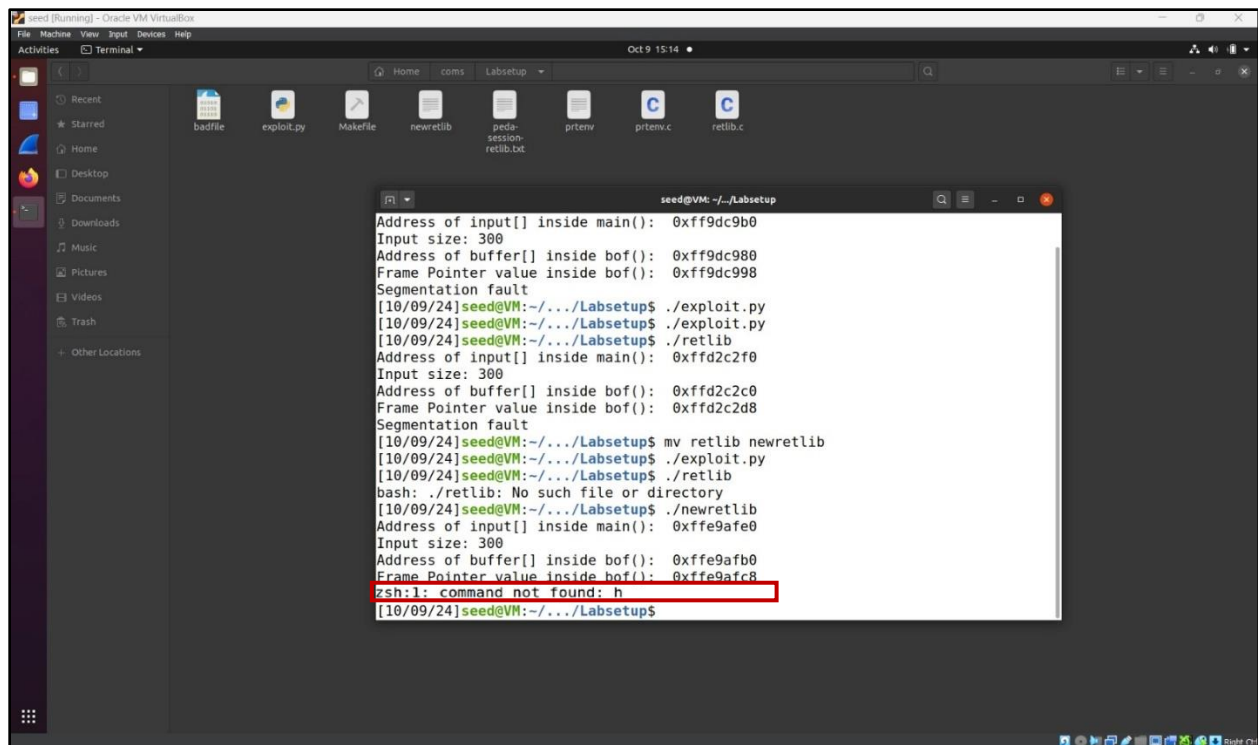 seed [Running] - Oracle VM VirtualBox
File Machine View Input Devices Help
Activities Terminal Oct 9 15:14
Home coms Labsetup
Recent
Starred
Home
Desktop
Documents
Downloads
Music
Pictures
Videos
Trash
+ Other Locations
badfile exploit.py Makefile newretlib peda-session-retlib.txt prtenv prtenv.c retlib.c
seed@VM: ~/.../Labsetup
Address of input[] inside main():  0xff9dc9b0
Input size: 300
Address of buffer[] inside bof():  0xff9dc980
Frame Pointer value inside bof():  0xff9dc998
Segmentation fault
[10/09/24]seed@VM:~/.../Labsetup$ ./exploit.py
[10/09/24]seed@VM:~/.../Labsetup$ ./exploit.py
[10/09/24]seed@VM:~/.../Labsetup$ ./retlib
Address of input[] inside main():  0xffd2c2f0
Input size: 300
Address of buffer[] inside bof():  0xffd2c2c0
Frame Pointer value inside bof():  0xffd2c2d8
Segmentation fault
[10/09/24]seed@VM:~/.../Labsetup$ mv retlib newretlib
[10/09/24]seed@VM:~/.../Labsetup$ ./exploit.py
[10/09/24]seed@VM:~/.../Labsetup$ ./retlib
bash: ./retlib: No such file or directory
[10/09/24]seed@VM:~/.../Labsetup$ ./newretlib
Address of input[] inside main():  0xffe9afe0
Input size: 300
Address of buffer[] inside bof():  0xffe9afb0
Frame Pointer value inside bof():  0xffe9afc8
zsh:1: command not found: h
[10/09/24]seed@VM:~/.../Labsetup$